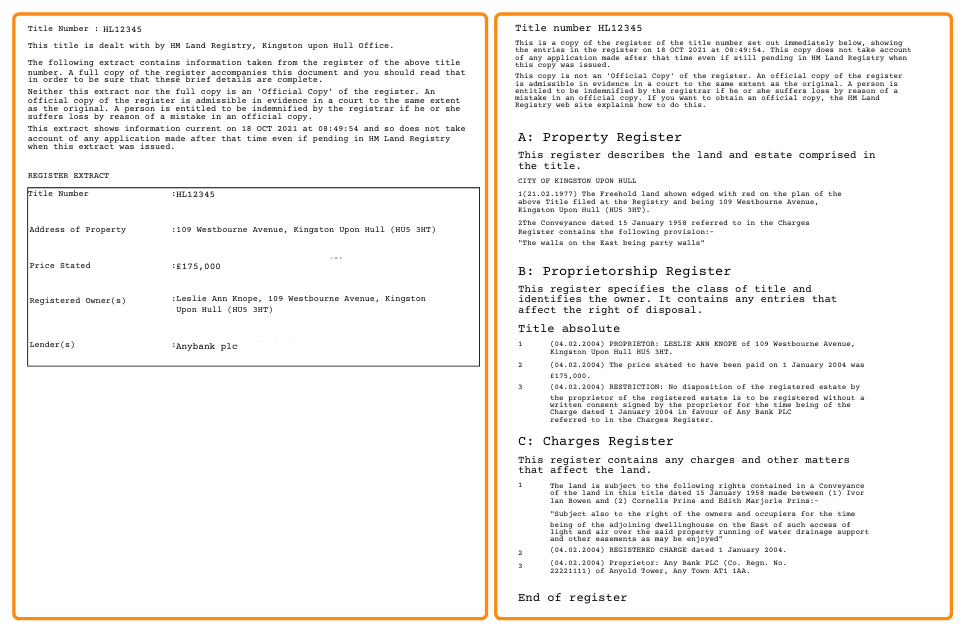 Title Number : HL12345
This title is dealt with by HM Land Registry, Kingston upon Hull Office.
The following extract contains information taken from the register of the above title
number. A full copy of the register accompanies this document and you should read that
in order to be sure that these brief details are complete.
Neither this extract nor the full copy is an 'Official Copy' of the register. An
official copy of the register is admissible in evidence in a court to the same extent
as the original. A person is entitled to be indemnified by the registrar if he or she
suffers loss by reason of a mistake in an official copy.
This extract shows information current on 18 OCT 2021 at 08:49:54 and so does not take
account of any application made after that time even if pending in HM Land Registry
when this extract was issued.
REGISTER EXTRACT
Title Number :HL12345
Address of Property :109 Westbourne Avenue, Kingston Upon Hull (HU5 3HT)
Price Stated :£175,000
Registered Owner(s) :Leslie Ann Knope, 109 Westbourne Avenue, Kingston
Upon Hull (HU5 3HT)
Lender(s) :Anybank plc
Title number HL12345
This is a copy of the register of the title number set out immediately below, showing
the entries in the register on 18 OCT 2021 at 08:49:54. This copy does not take account
of any application made after that time even if still pending in HM Land Registry when
this copy was issued.
This copy is not an 'Official Copy' of the register. An official copy of the register
is admissible in evidence in a court to the same extent as the original. A person is
entitled to be indemnified by the registrar if he or she suffers loss by reason of a
mistake in an official copy. If you want to obtain an official copy, the HM Land
Registry web site explains how to do this.
A: Property Register
This register describes the land and estate comprised in
the title.
CITY OF KINGSTON UPON HULL
1(21.02.1977) The Freehold land shown edged with red on the plan of the
above Title filed at the Registry and being 109 Westbourne Avenue,
Kingston Upon Hull (HU5 3HT).
2The Conveyance dated 15 January 1958 referred to in the Charges
Register contains the following provision:-
"The walls on the East being party walls"
B: Proprietorship Register
This register specifies the class of title and
identifies the owner. It contains any entries that
affect the right of disposal.
Title absolute
1 (04.02.2004) PROPRIETOR: LESLIE ANN KNOPE of 109 Westbourne Avenue,
Kingston Upon Hull HU5 3HT.
2 (04.02.2004) The price stated to have been paid on 1 January 2004 was
£175,000.
3 (04.02.2004) RESTRICTION: No disposition of the registered estate by
the proprietor of the registered estate is to be registered without a
written consent signed by the proprietor for the time being of the
Charge dated 1 January 2004 in favour of Any Bank PLC
referred to in the Charges Register.
C: Charges Register
This register contains any charges and other matters
that affect the land.
1 The land is subject to the following rights contained in a Conveyance
of the land in this title dated 15 January 1958 made between (1) Ivor
Ian Bowen and (2) Cornelis Prins and Edith Marjorie Prins:-
"Subject also to the right of the owners and occupiers for the time
being of the adjoining dwellinghouse on the East of such access of
light and air over the said property running of water drainage support
and other easements as may be enjoyed"
2 (04.02.2004) REGISTERED CHARGE dated 1 January 2004.
3 (04.02.2004) Proprietor: Any Bank PLC (Co. Regn. No.
22221111) of Anyold Tower, Any Town AT1 1AA.
End of register